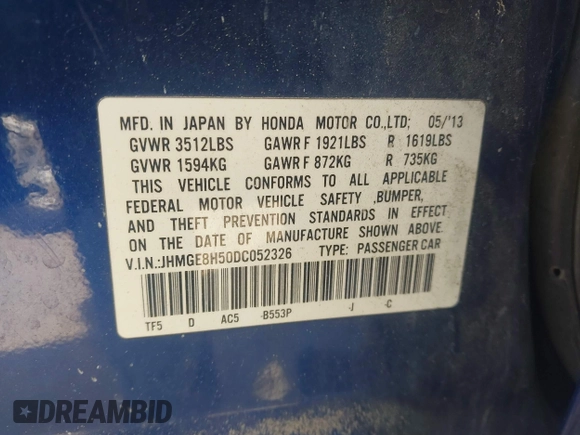 MFD. IN JAPAN BY HONDA MOTOR CO.,LTD; 05/'13
GVWR 3512LBS GAWR F 1921LBS R 1619LBS
GVWR 1594KG GAWR F 872KG R 735KG
THIS VEHICLE CONFORMS TO ALL APPLICABLE
FEDERAL MOTOR VEHICLE SAFETY ,BUMPER,
AND THEFT PREVENTION STANDARDS IN EFFECT
ON THE DATE OF MANUFACTURE SHOWN ABOVE.
V.I.N.:JHMGE8H50DC052326 TYPE: PASSENGER CAR
TF5 D AC5 -B553P -J -C
DREAMBID